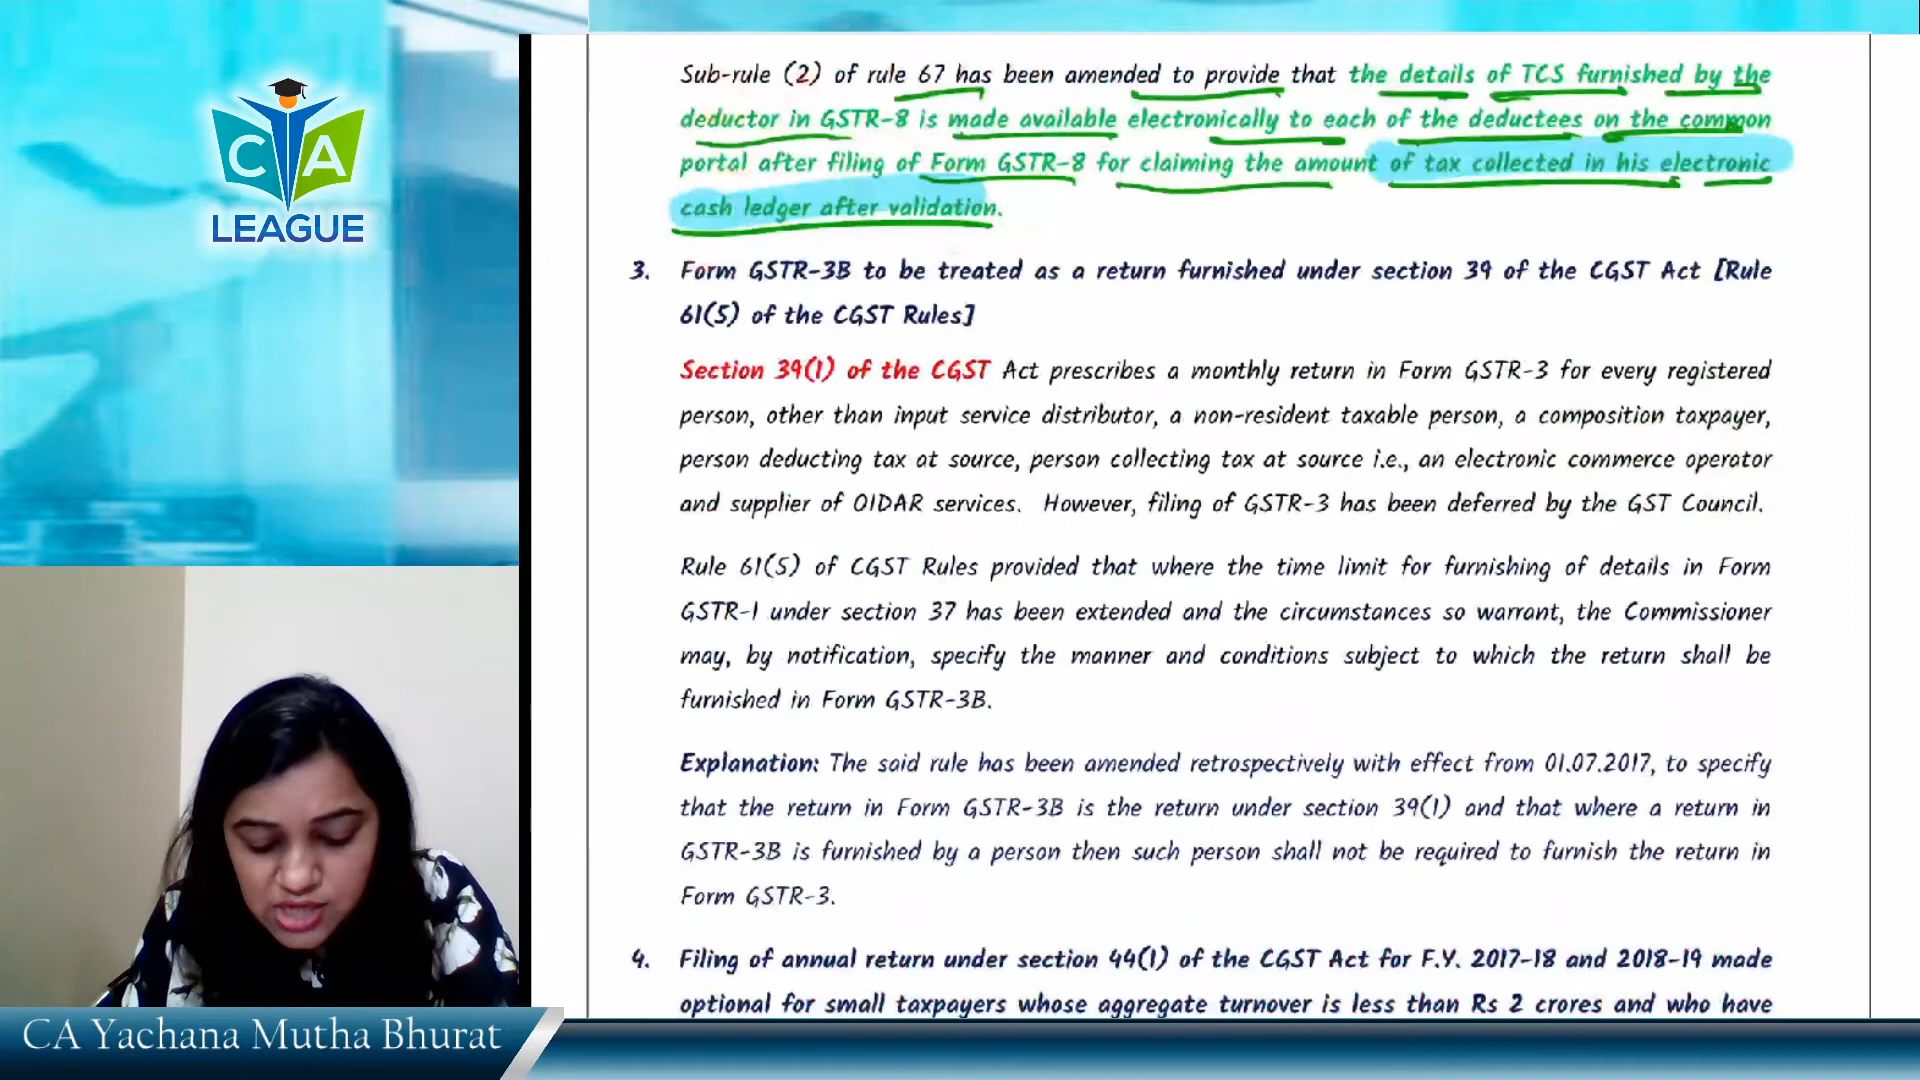 CA
LEAGUE
Sub-rule (2) of rule 67 has been amended to provide that the details of TCS furnished by the
deductor in GSTR-8 is made available electronically to each of the deductees on the common
portal after filing of Form GSTR-8 for claiming the amount of tax collected in his electronic
cash ledger after validation.
3. Form GSTR-3B to be treated as a return furnished under section 39 of the CGST Act [Rule
61(5) of the CGST Rules]
Section 39(1) of the CGST Act prescribes a monthly return in Form GSTR-3 for every registered
person, other than input service distributor, a non-resident taxable person, a composition taxpayer,
person deducting tax at source, person collecting tax at source i.e., an electronic commerce operator
and supplier of OIDAR services. However, filing of GSTR-3 has been deferred by the GST Council.
Rule 61(5) of CGST Rules provided that where the time limit for furnishing of details in Form
GSTR-1 under section 37 has been extended and the circumstances so warrant, the Commissioner
may, by notification, specify the manner and conditions subject to which the return shall be
furnished in Form GSTR-3B.
Explanation: The said rule has been amended retrospectively with effect from 01.07.2017, to specify
that the return in Form GSTR-3B is the return under section 39(1) and that where a return in
GSTR-3B is furnished by a person then such person shall not be required to furnish the return in
Form GSTR-3.
4. Filing of annual return under section 44(1) of the CGST Act for F.Y. 2017-18 and 2018-19 made
optional for small taxpayers whose aggregate turnover is less than Rs 2 crores and who have
CA Yachana Mutha Bhurat